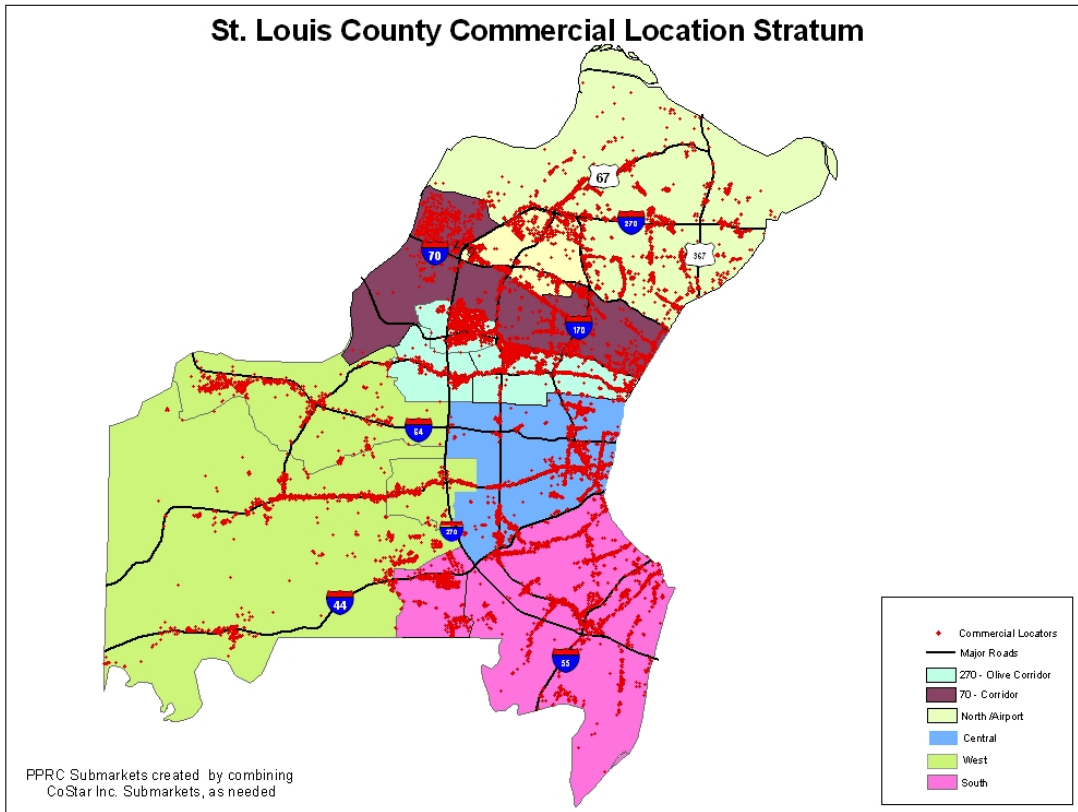 St. Louis County Commercial Location Stratum
67
270
70
367
170
64
270
44
55
Commercial Locators
Major Roads
270 - Olive Corridor
70 - Corridor
North /Airport
Central
West
South
PPRC Submarkets created by combining
CoStar Inc. Submarkets, as needed